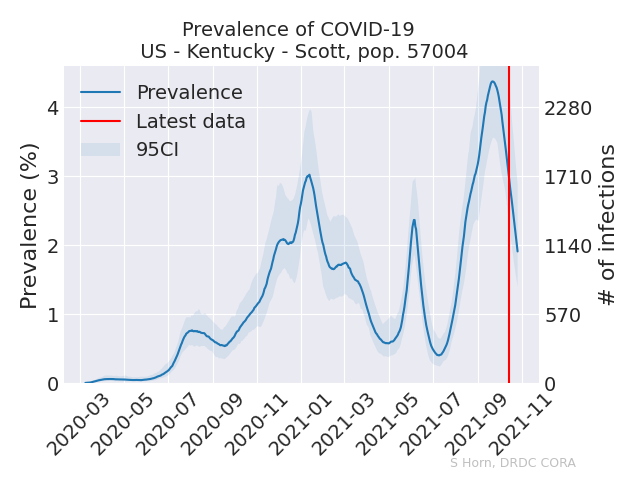 Prevalence of COVID-19
US - Kentucky - Scott, pop. 57004
Prevalence
Latest data
95CI
Prevalence (%)
4
3
2
1
0
2280
1710
1140
570
0
# of infections
2020-03
2020-05
2020-07
2020-09
2020-11
2021-01
2021-03
2021-05
2021-07
2021-09
2021-11
S Horn, DRDC CORA